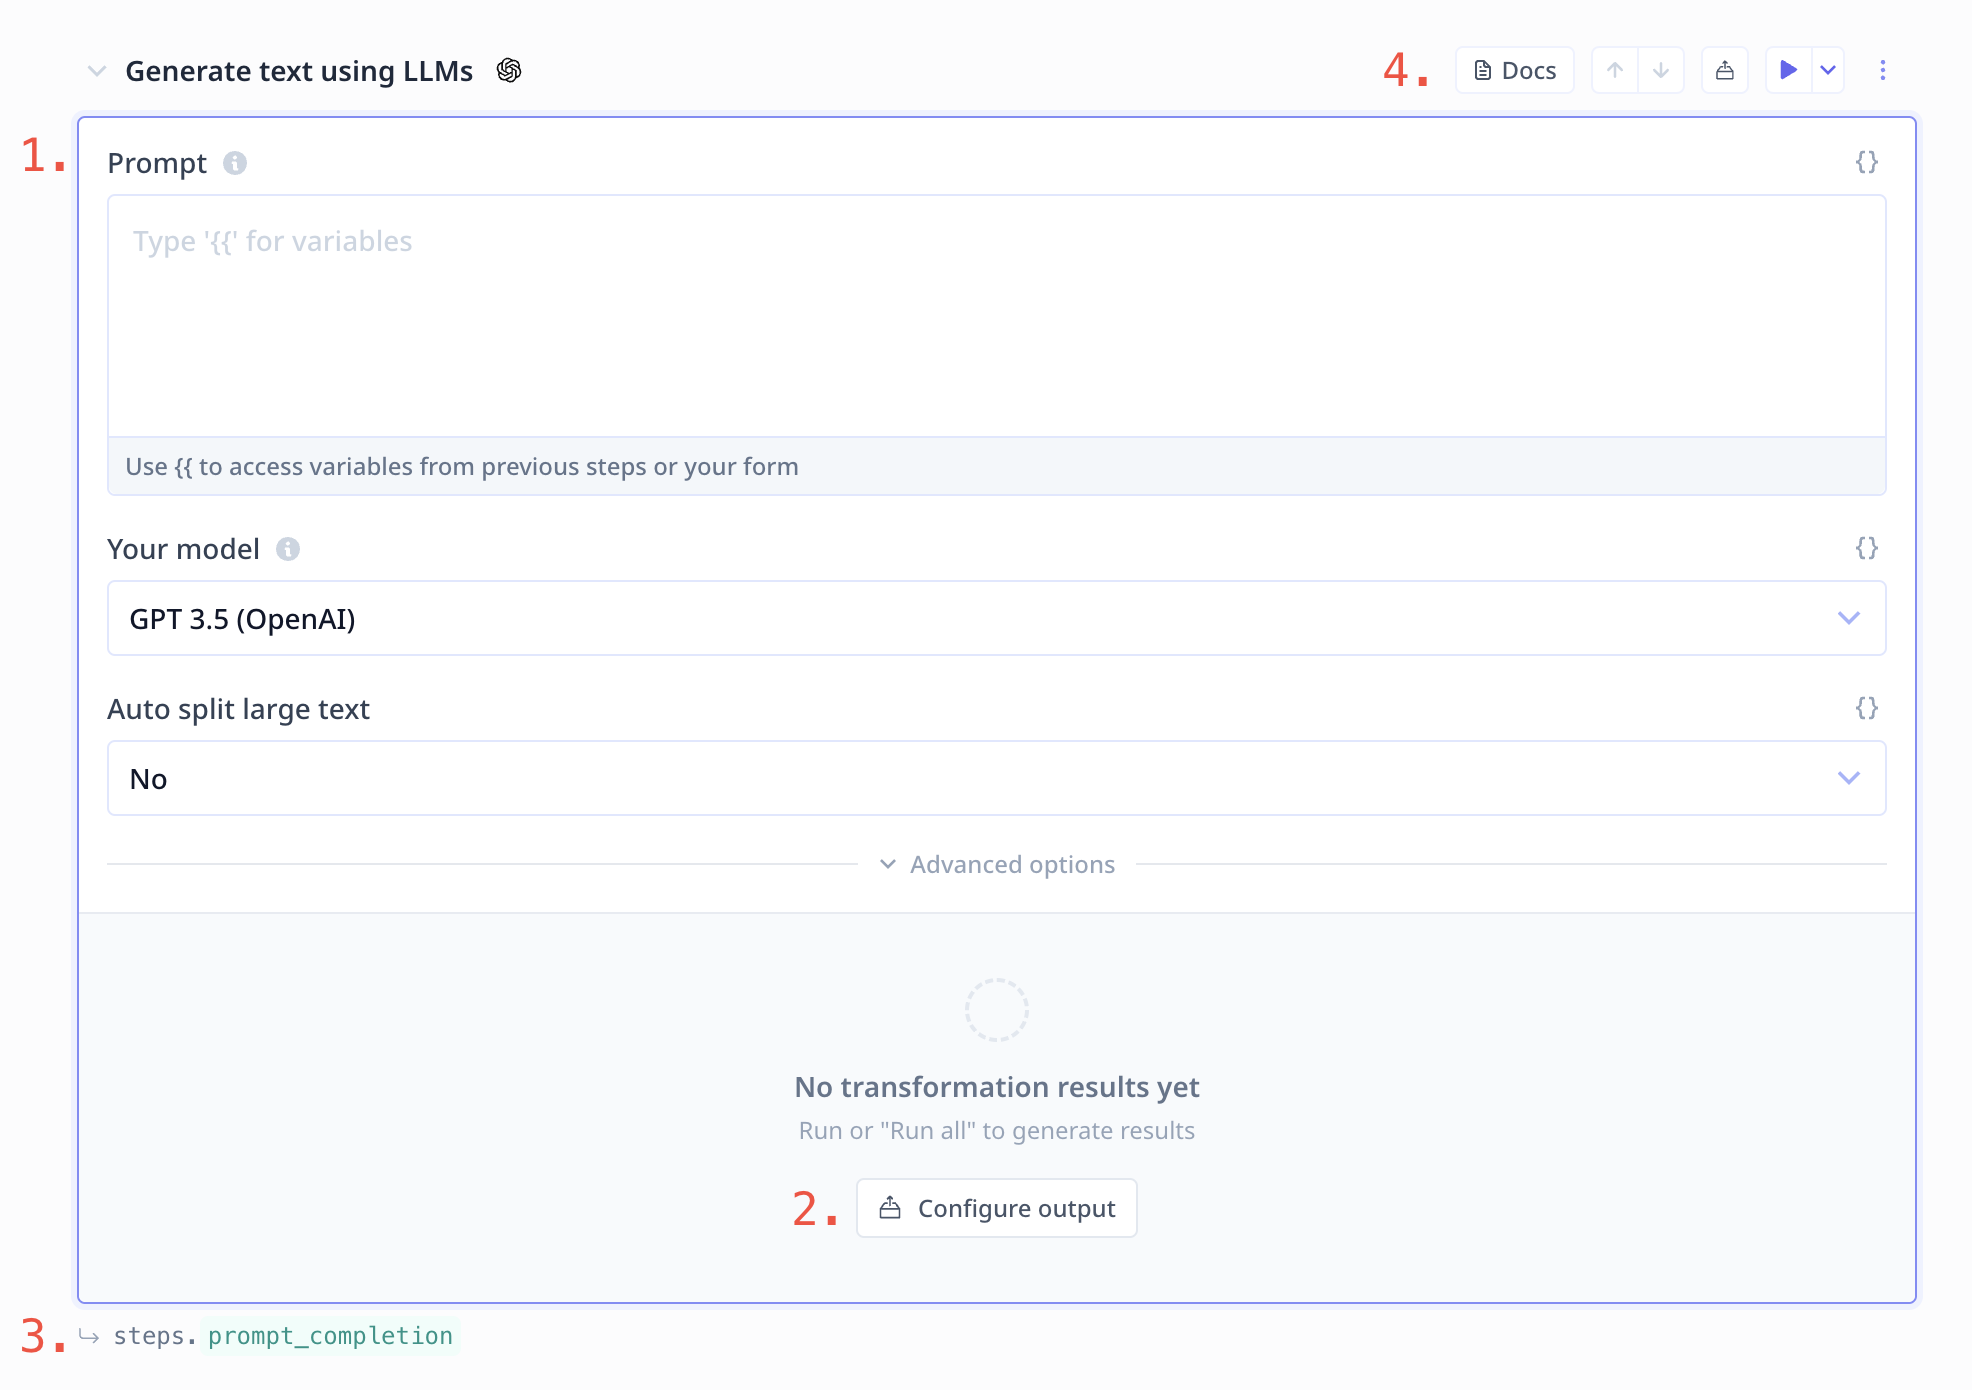 Generate text using LLMs
4. Docs
1. Prompt {}
Type '{{' for variables
Use {{ to access variables from previous steps or your form
Your model {}
GPT 3.5 (OpenAI)
Auto split large text {}
No
Advanced options
No transformation results yet
Run or "Run all" to generate results
2. Configure output
3. steps.prompt_completion